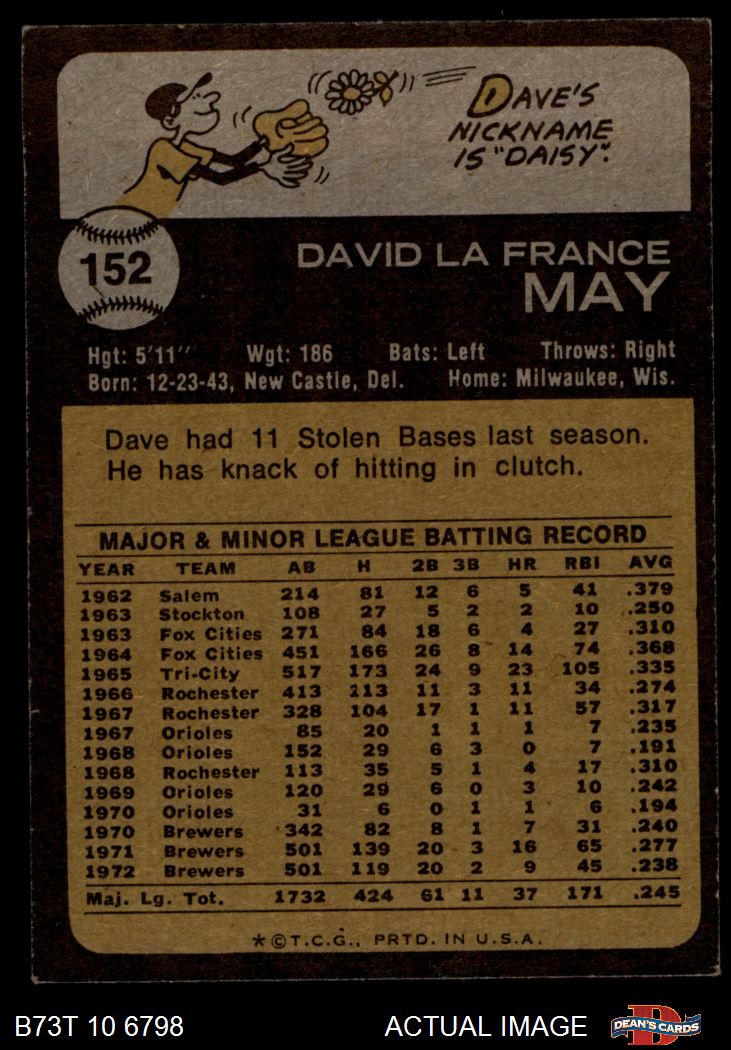 DAVE'S
NICKNAME
IS "DAISY".
152
DAVID LA FRANCE
MAY
Hgt: 5'11" Wgt: 186 Bats: Left Throws: Right
Born: 12-23-43, New Castle, Del. Home: Milwaukee, Wis.
Dave had 11 Stolen Bases last season.
He has knack of hitting in clutch.
MAJOR & MINOR LEAGUE BATTING RECORD
YEAR TEAM AB H 2B 3B HR RBI AVG
1962 Salem 214 81 12 6 5 41 .379
1963 Stockton 108 27 5 2 2 10 .250
1963 Fox Cities 271 84 18 6 4 27 .310
1964 Fox Cities 451 166 26 8 14 74 .368
1965 Tri-City 517 173 24 9 23 105 .335
1966 Rochester 413 113 11 3 11 34 .274
1967 Rochester 328 104 17 1 11 57 .317
1967 Orioles 85 20 1 1 1 7 .235
1968 Orioles 152 29 6 3 0 7 .191
1968 Rochester 113 35 5 1 4 17 .310
1969 Orioles 120 29 6 0 3 10 .242
1970 Orioles 31 6 0 1 1 6 .194
1970 Brewers 342 82 8 1 7 31 .240
1971 Brewers 501 139 20 3 16 65 .277
1972 Brewers 501 119 20 2 9 45 .238
Maj. Lg. Tot. 1732 424 61 11 37 171 .245
*©T.C.G., PRTD. IN U.S.A.
B73T 10 6798 ACTUAL IMAGE
D
DEAN'S CARDS